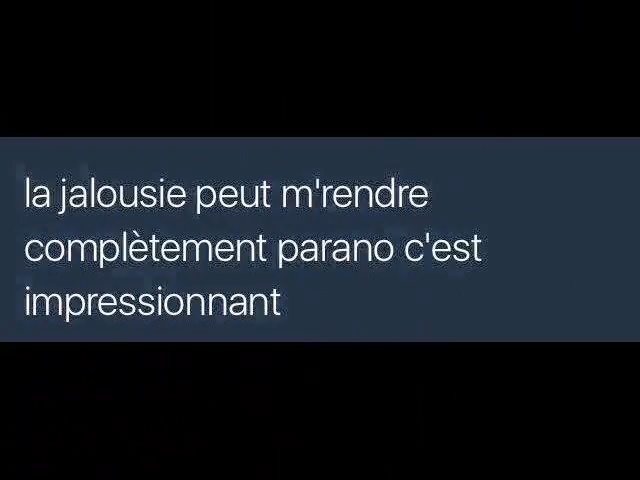 la jalousie peut m'rendre
complètement parano c'est
impressionnant